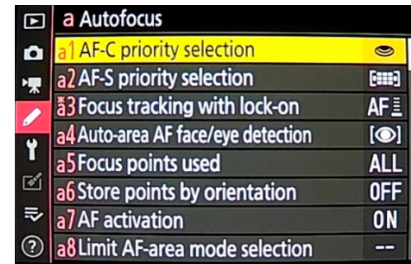 a Autofocus
a1 AF-C priority selection
a2 AF-S priority selection
a3 Focus tracking with lock-on AF
a4 Auto-area AF face/eye detection
a5 Focus points used ALL
a6 Store points by orientation OFF
a7 AF activation ON
a8 Limit AF-area mode selection --
?